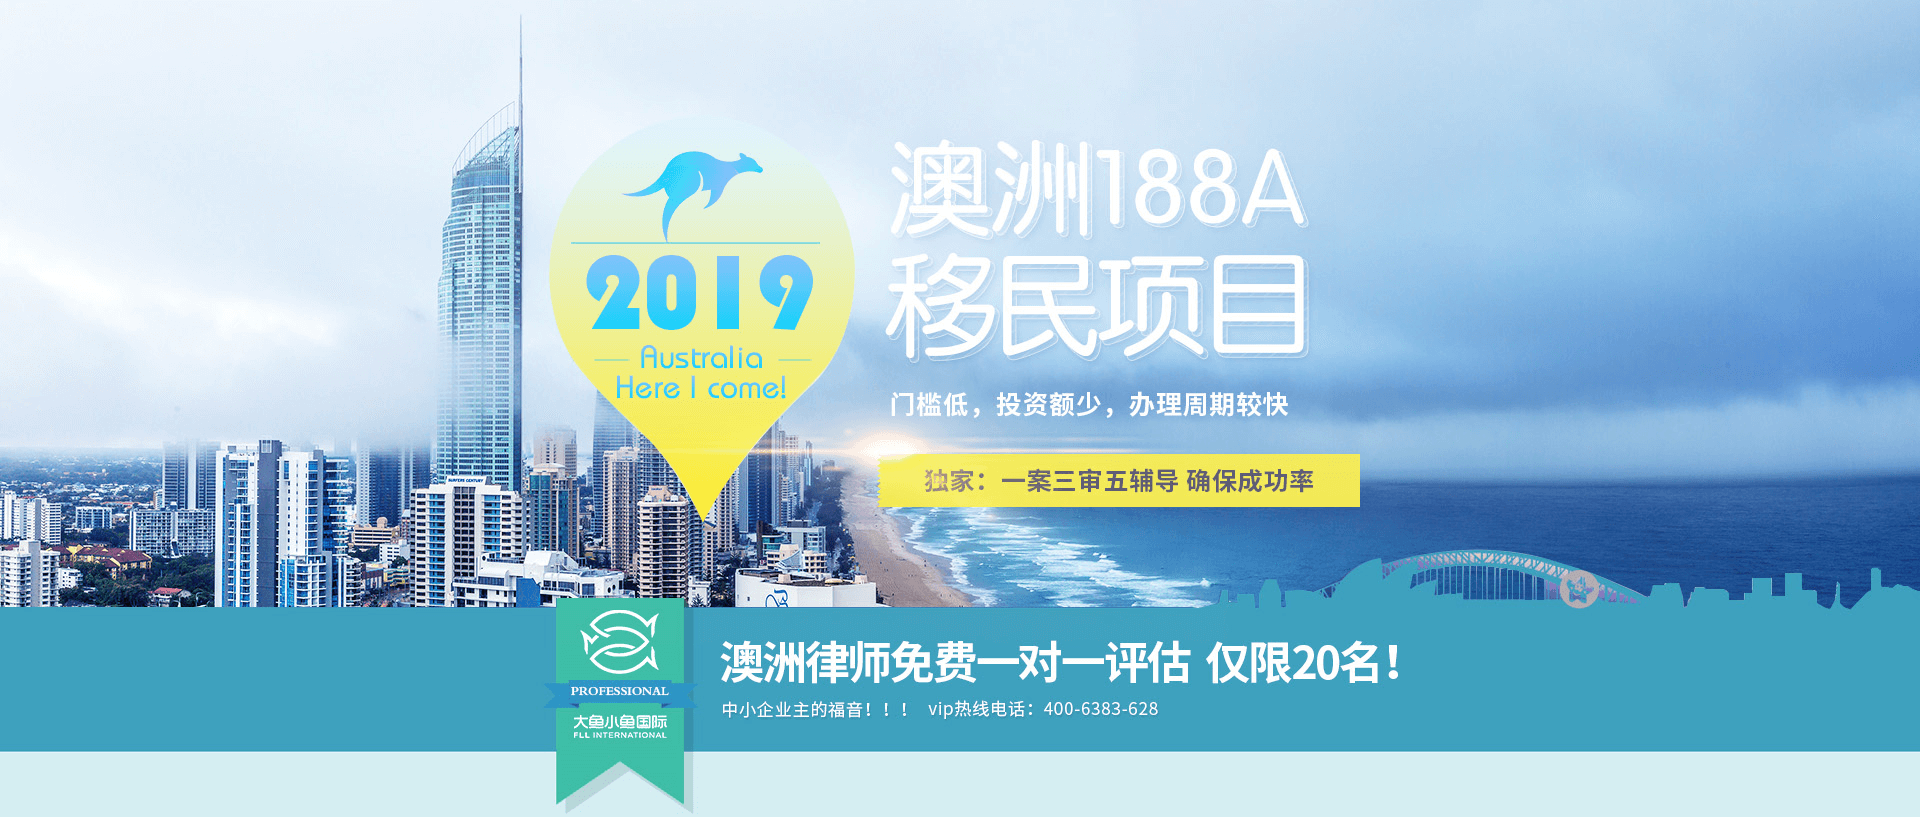 2019
Australia
Here I come!
澳洲188A
移民项目
门槛低，投资额少，办理周期较快
独家：一案三审五辅导 确保成功率
SURFERS CENTURY
PROFESSIONAL
大鱼小鱼国际
FLL INTERNATIONAL
澳洲律师免费一对一评估 仅限20名！
中小企业主的福音！！！ vip热线电话：400-6383-628